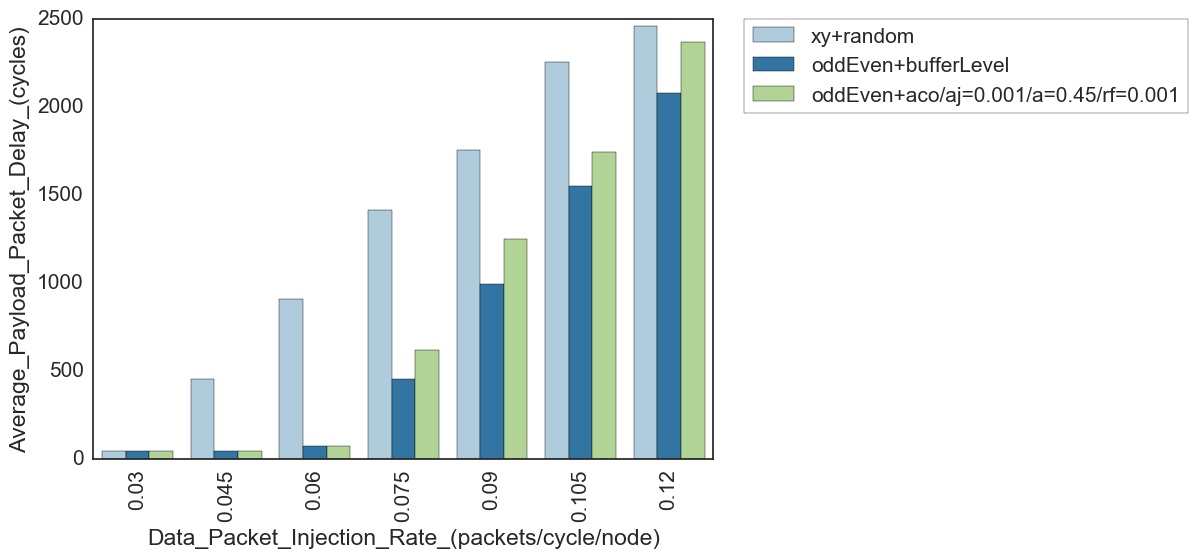 Average_Payload_Packet_Delay_(cycles)
2500
2000
1500
1000
500
0
0.03
0.045
0.06
0.075
0.09
0.105
0.12
Data_Packet_Injection_Rate_(packets/cycle/node)
xy+random
oddEven+bufferLevel
oddEven+aco/aj=0.001/a=0.45/rf=0.001